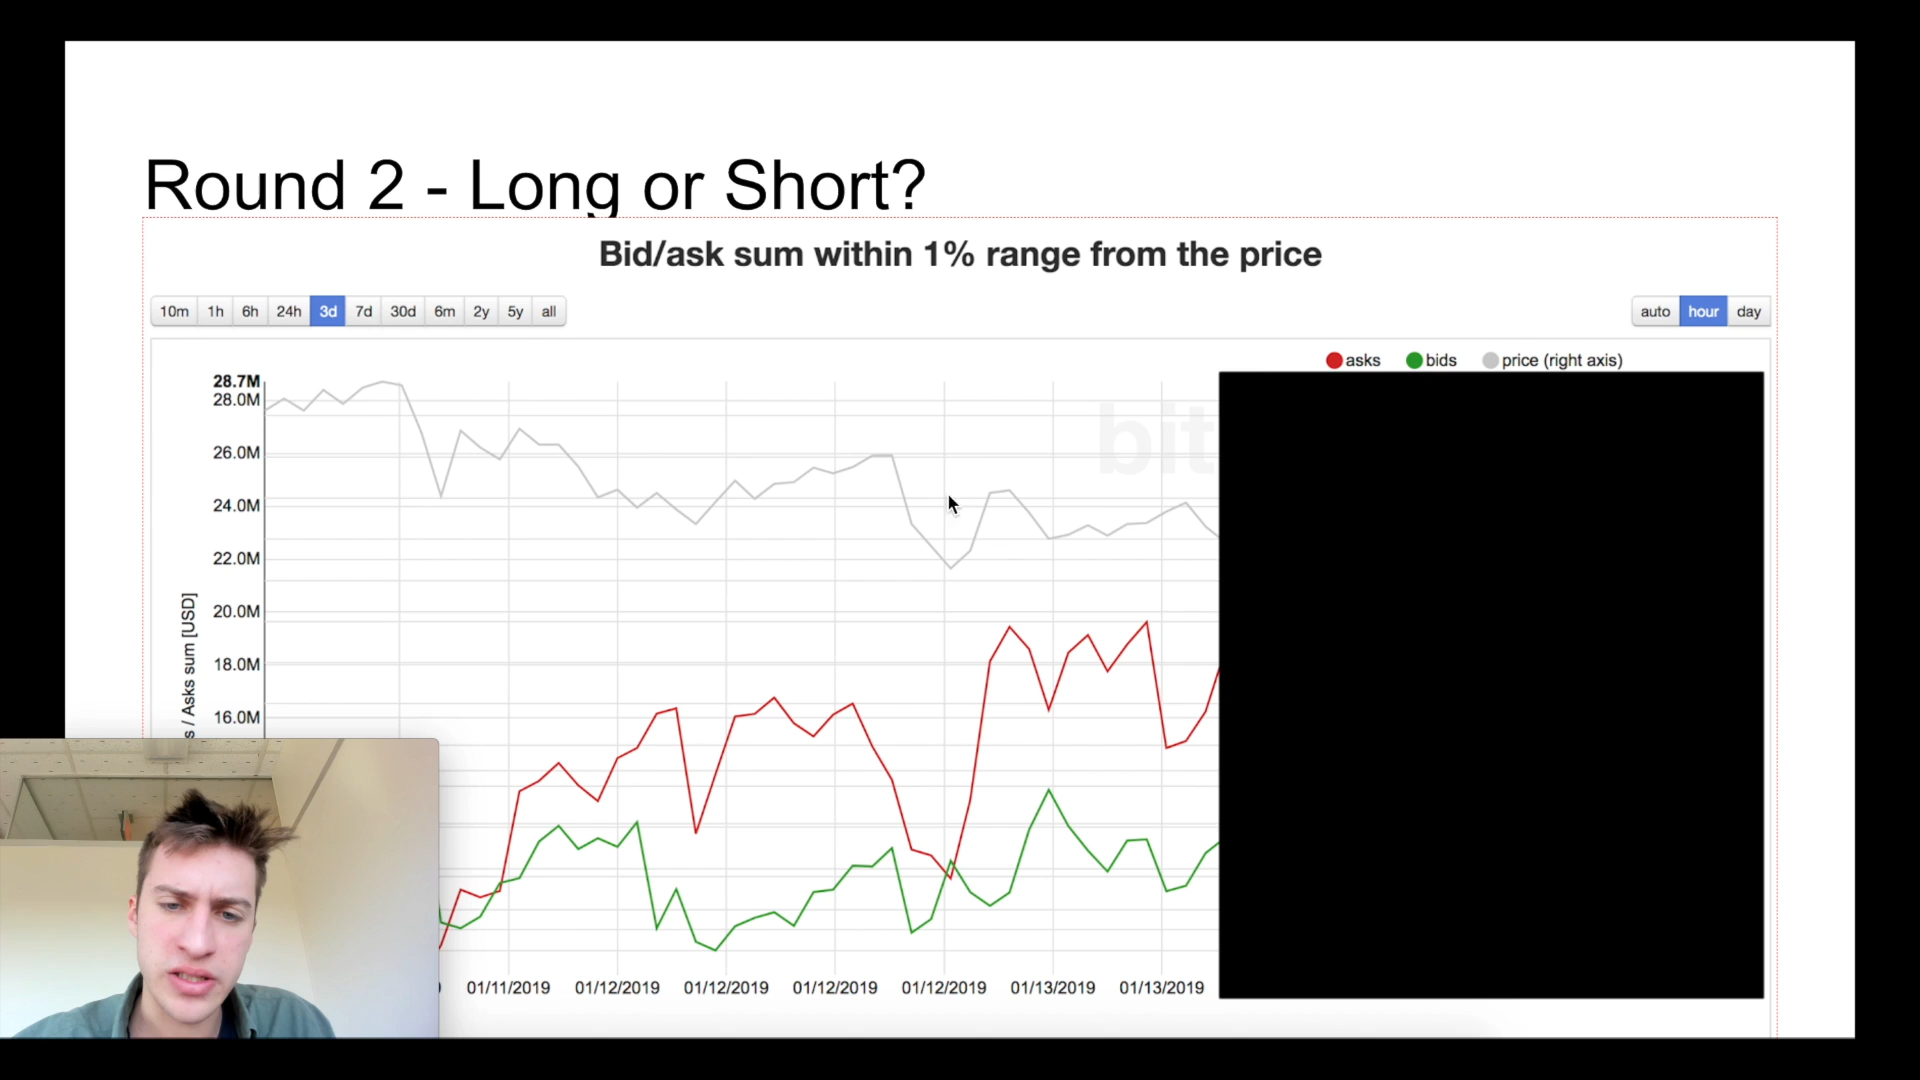 Round 2 - Long or Short?
Bid/ask sum within 1% range from the price
10m 1h 6h 24h 3d 7d 30d 6m 2y 5y all
auto hour day
asks bids price (right axis)
28.7M
28.0M
26.0M
24.0M
22.0M
20.0M
18.0M
16.0M
s / Asks sum [USD]
bit
01/11/2019 01/12/2019 01/12/2019 01/12/2019 01/12/2019 01/13/2019 01/13/2019